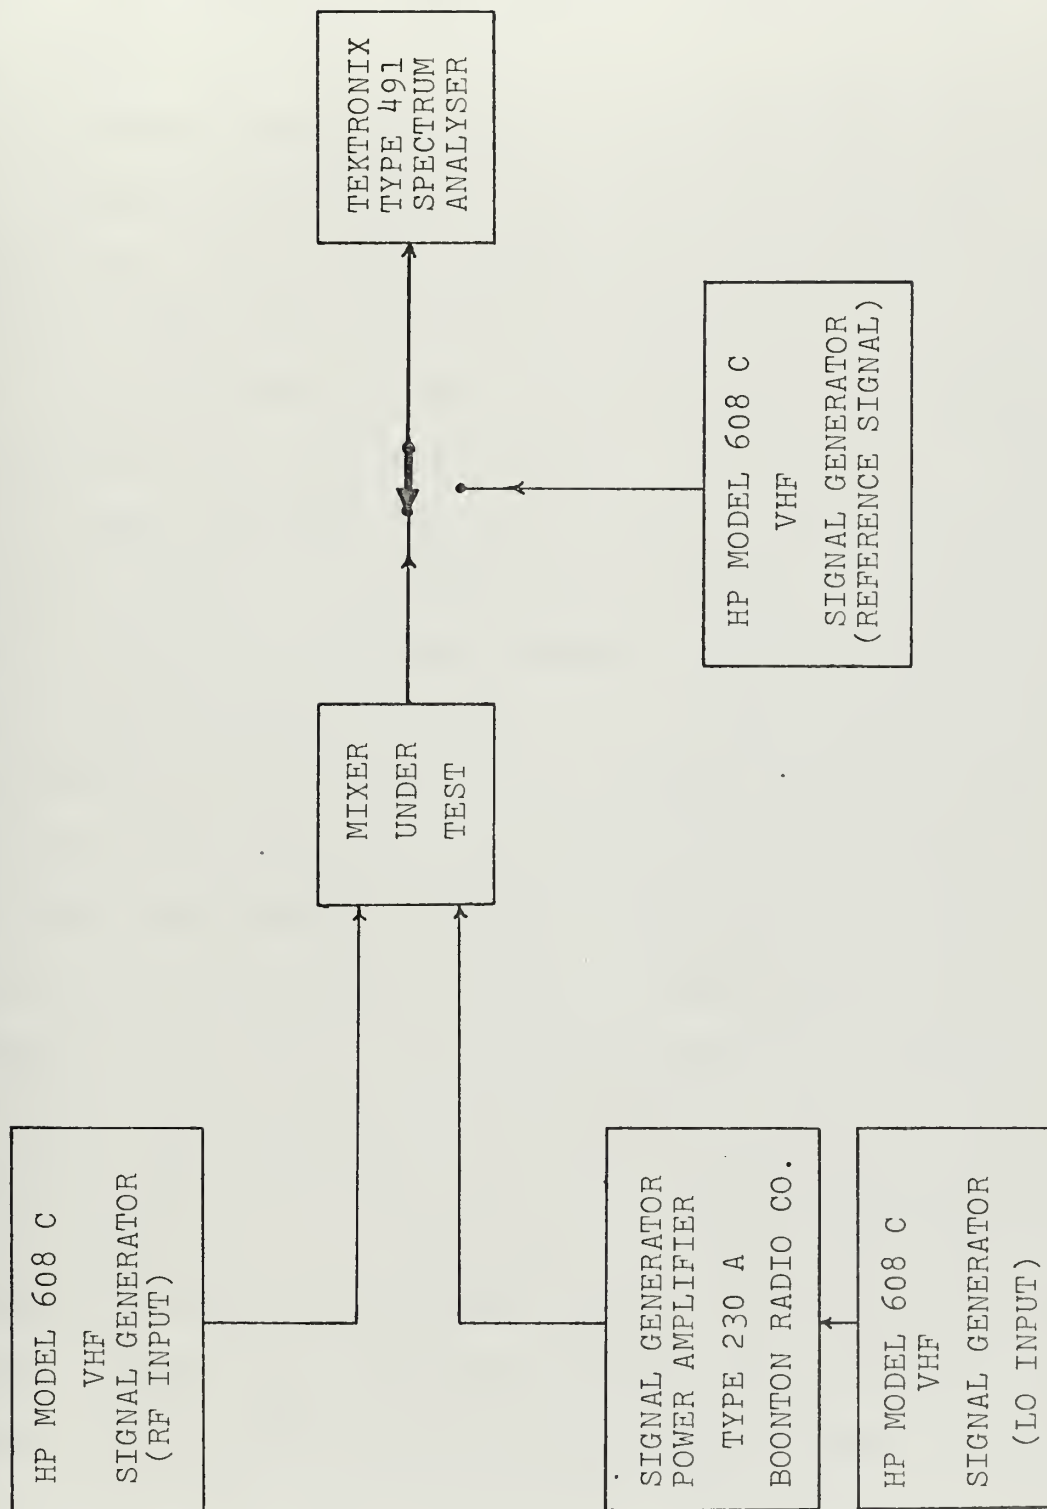 HP MODEL 608 C
VHF
SIGNAL GENERATOR
(RF INPUT)
MIXER
UNDER
TEST
TEKTRONIX
TYPE 491
SPECTRUM
ANALYSER
SIGNAL GENERATOR
POWER AMPLIFIER
TYPE 230 A
BOONTON RADIO CO.
HP MODEL 608 C
VHF
SIGNAL GENERATOR
(LO INPUT)
HP MODEL 608 C
VHF
SIGNAL GENERATOR
(REFERENCE SIGNAL)